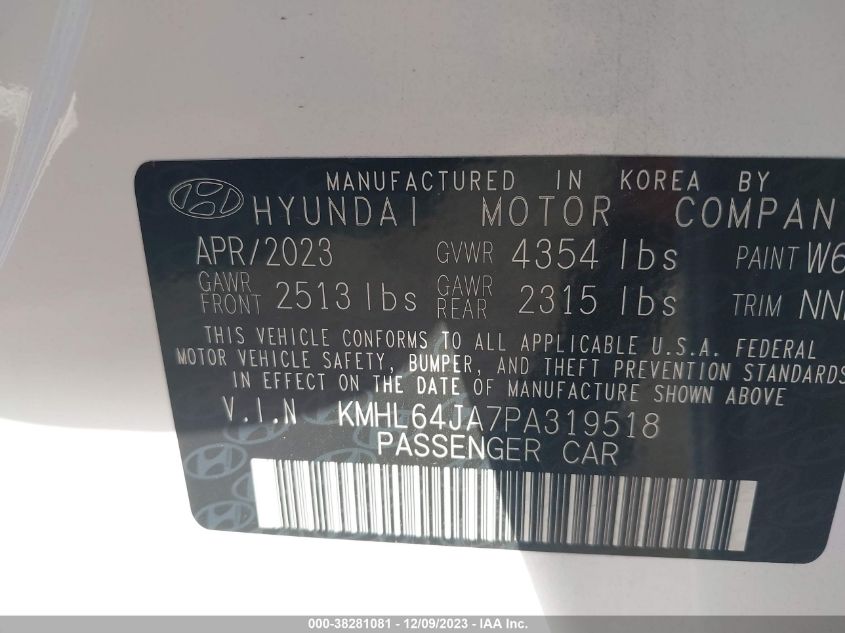 MANUFACTURED IN KOREA BY
HYUNDAI MOTOR COMPAN
APR/2023 GVWR 4354 lbs PAINT W6
GAWR FRONT 2513 lbs GAWR REAR 2315 lbs TRIM NN
THIS VEHICLE CONFORMS TO ALL APPLICABLE U.S.A. FEDERAL
MOTOR VEHICLE SAFETY, BUMPER, AND THEFT PREVENTION STANDARDS
IN EFFECT ON THE DATE OF MANUFACTURE SHOWN ABOVE
V.I.N KMHL64JA7PA319518
PASSENGER CAR
000-38281081 - 12/09/2023 - IAA Inc.